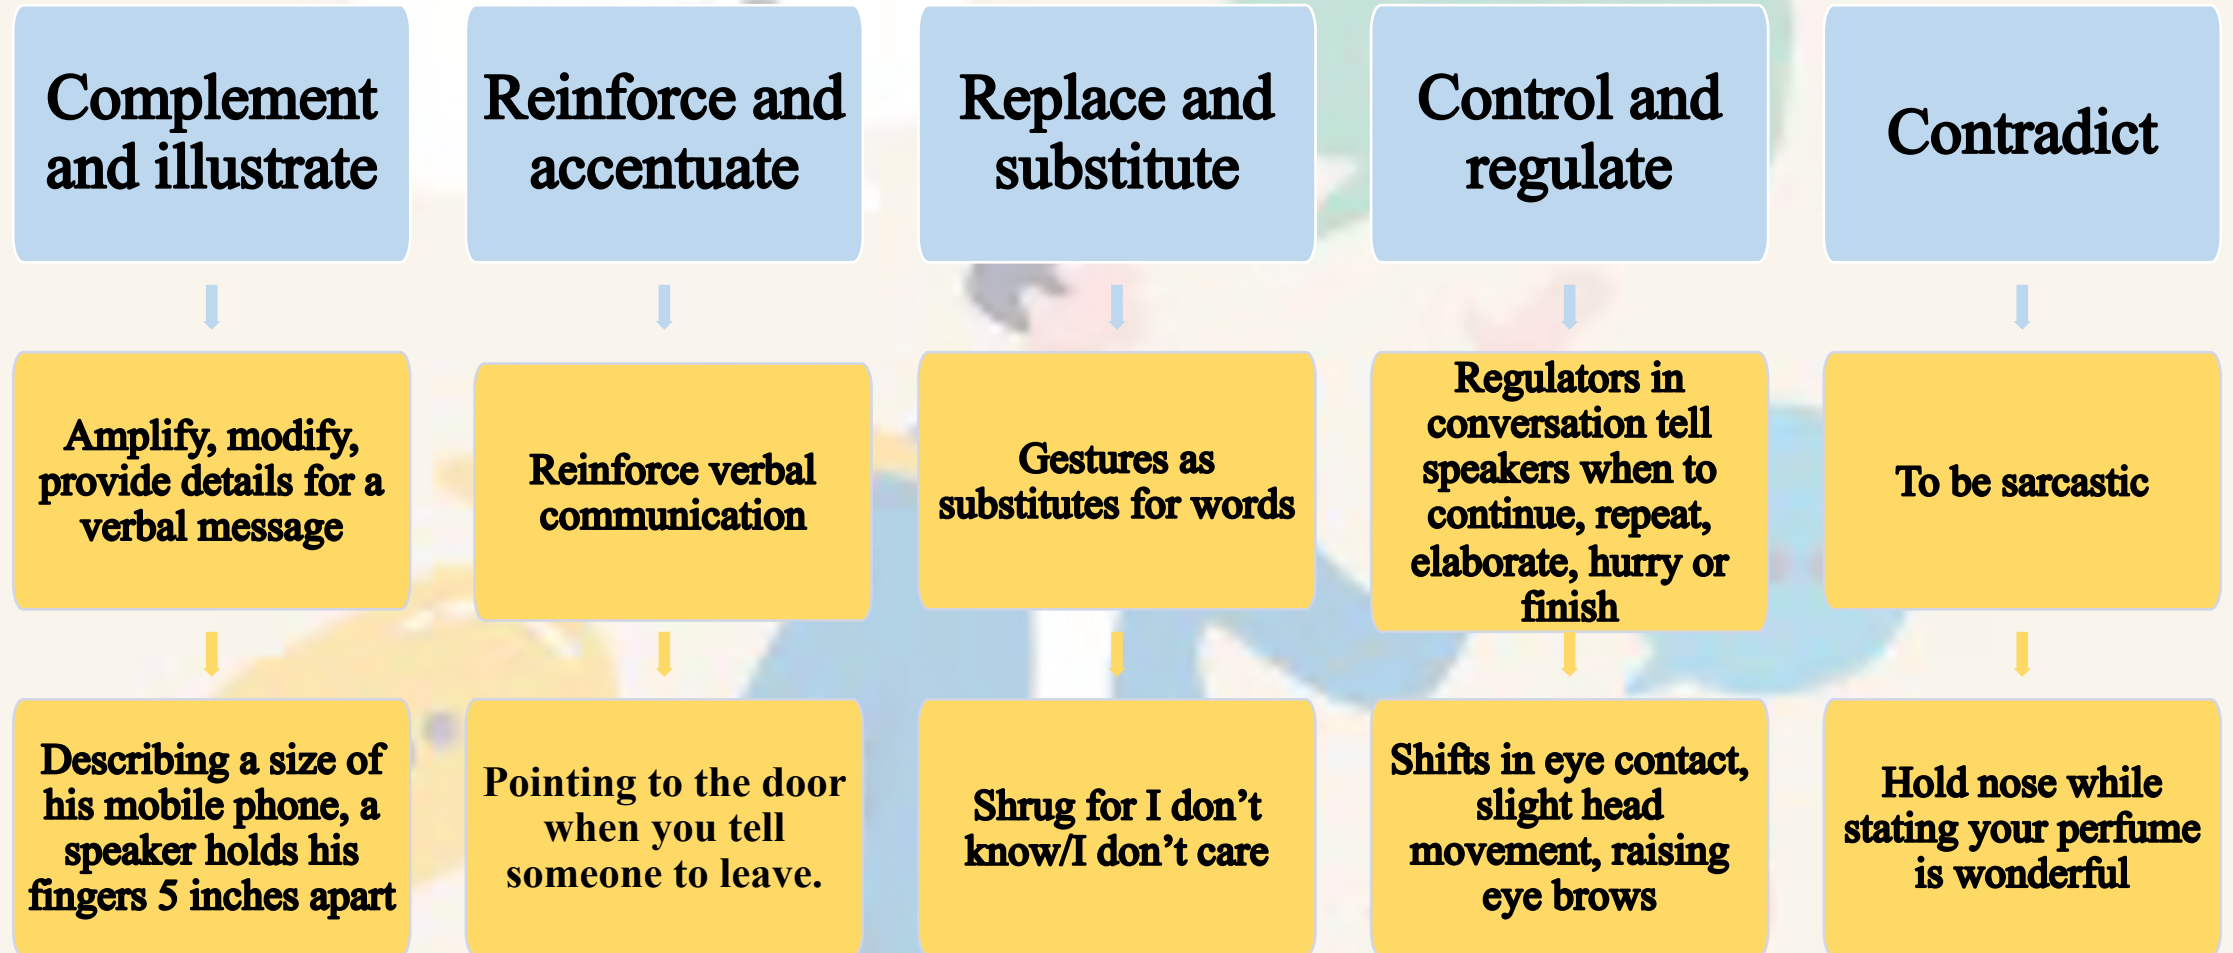 Complement
and illustrate
Reinforce and
accentuate
Replace and
substitute
Control and
regulate
Contradict
Amplify, modify,
provide details for a
verbal message
Reinforce verbal
communication
Gestures as
substitutes for words
Regulators in
conversation tell
speakers when to
continue, repeat,
elaborate, hurry or
finish
To be sarcastic
Describing a size of
his mobile phone, a
speaker holds his
fingers 5 inches apart
Pointing to the door
when you tell
someone to leave.
Shrug for I don’t
know/I don’t care
Shifts in eye contact,
slight head
movement, raising
eye brows
Hold nose while
stating your perfume
is wonderful